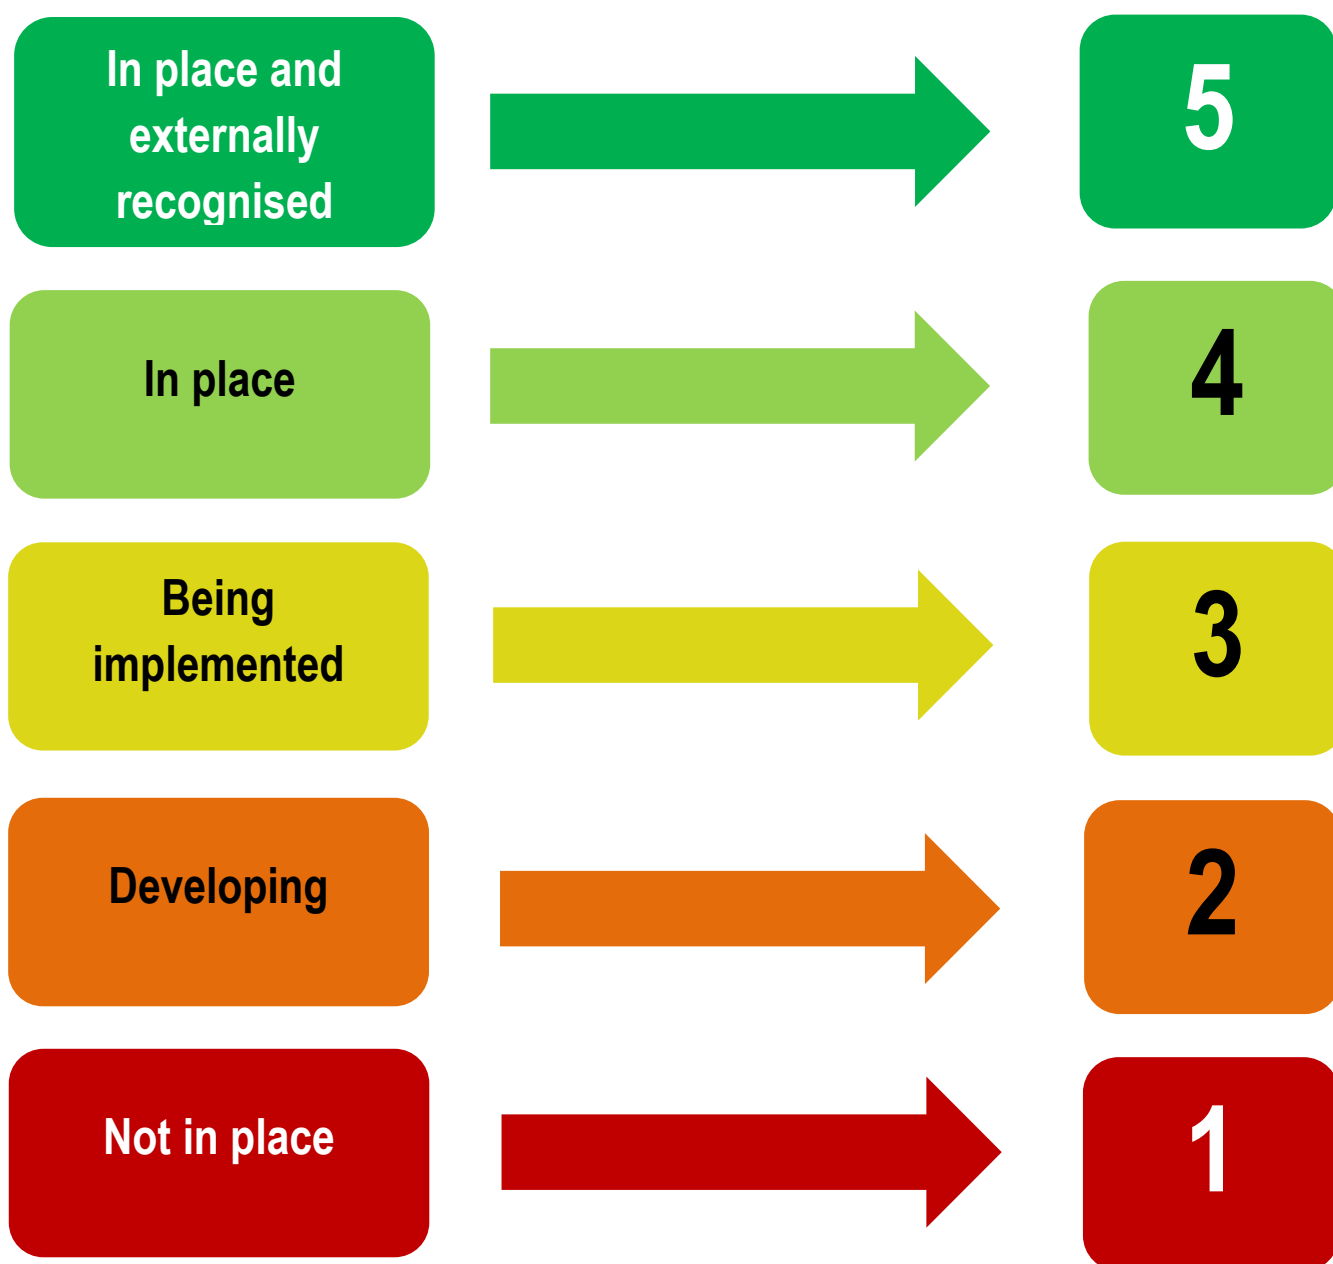 In place and
externally
recognised
5
In place
4
Being
implemented
3
Developing
2
Not in place
1